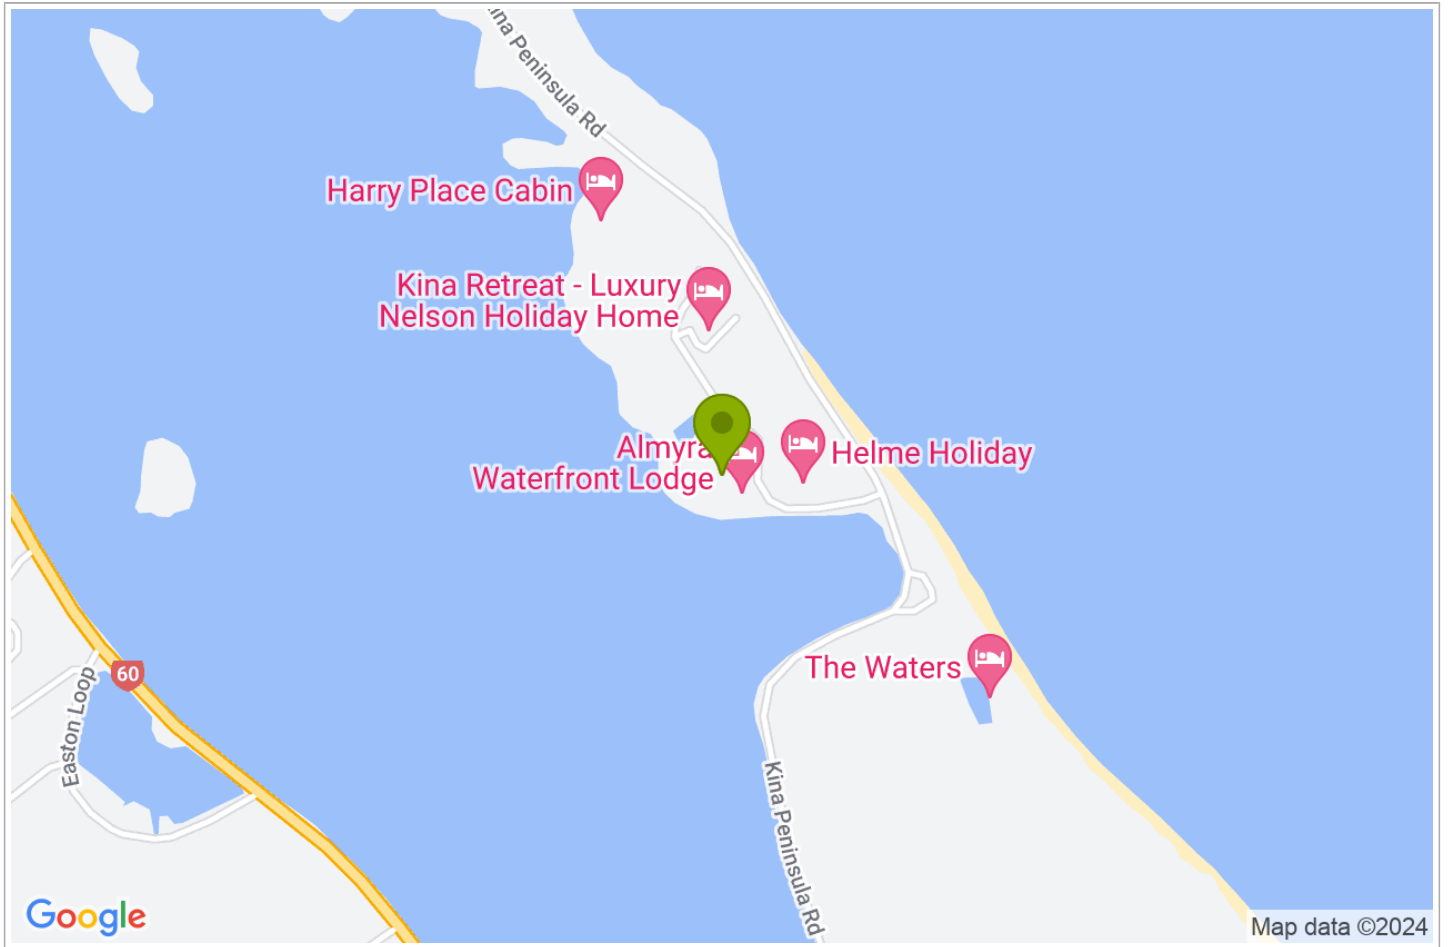 Kina Peninsula Rd
Harry Place Cabin
Kina Retreat - Luxury
Nelson Holiday Home
Almyra
Waterfront Lodge
Helme Holiday
The Waters
60
Easton Loop
Kina Peninsula Rd
Google
Map data ©2024